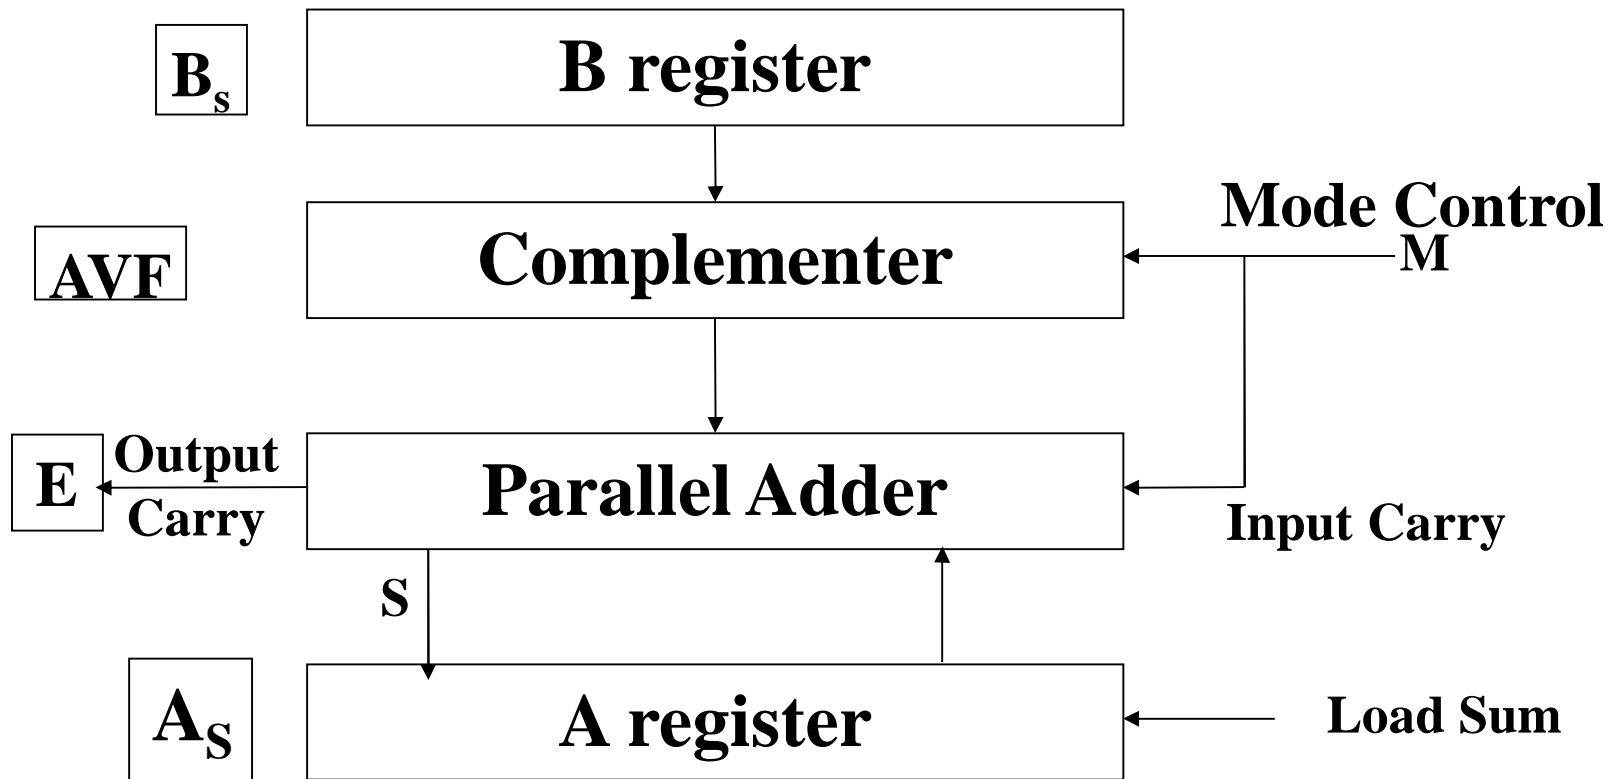 B register
Bs
Mode Control
M
Complementer
AVF
Output
Carry
E
Parallel Adder
Input Carry
S
AS
A register
Load Sum